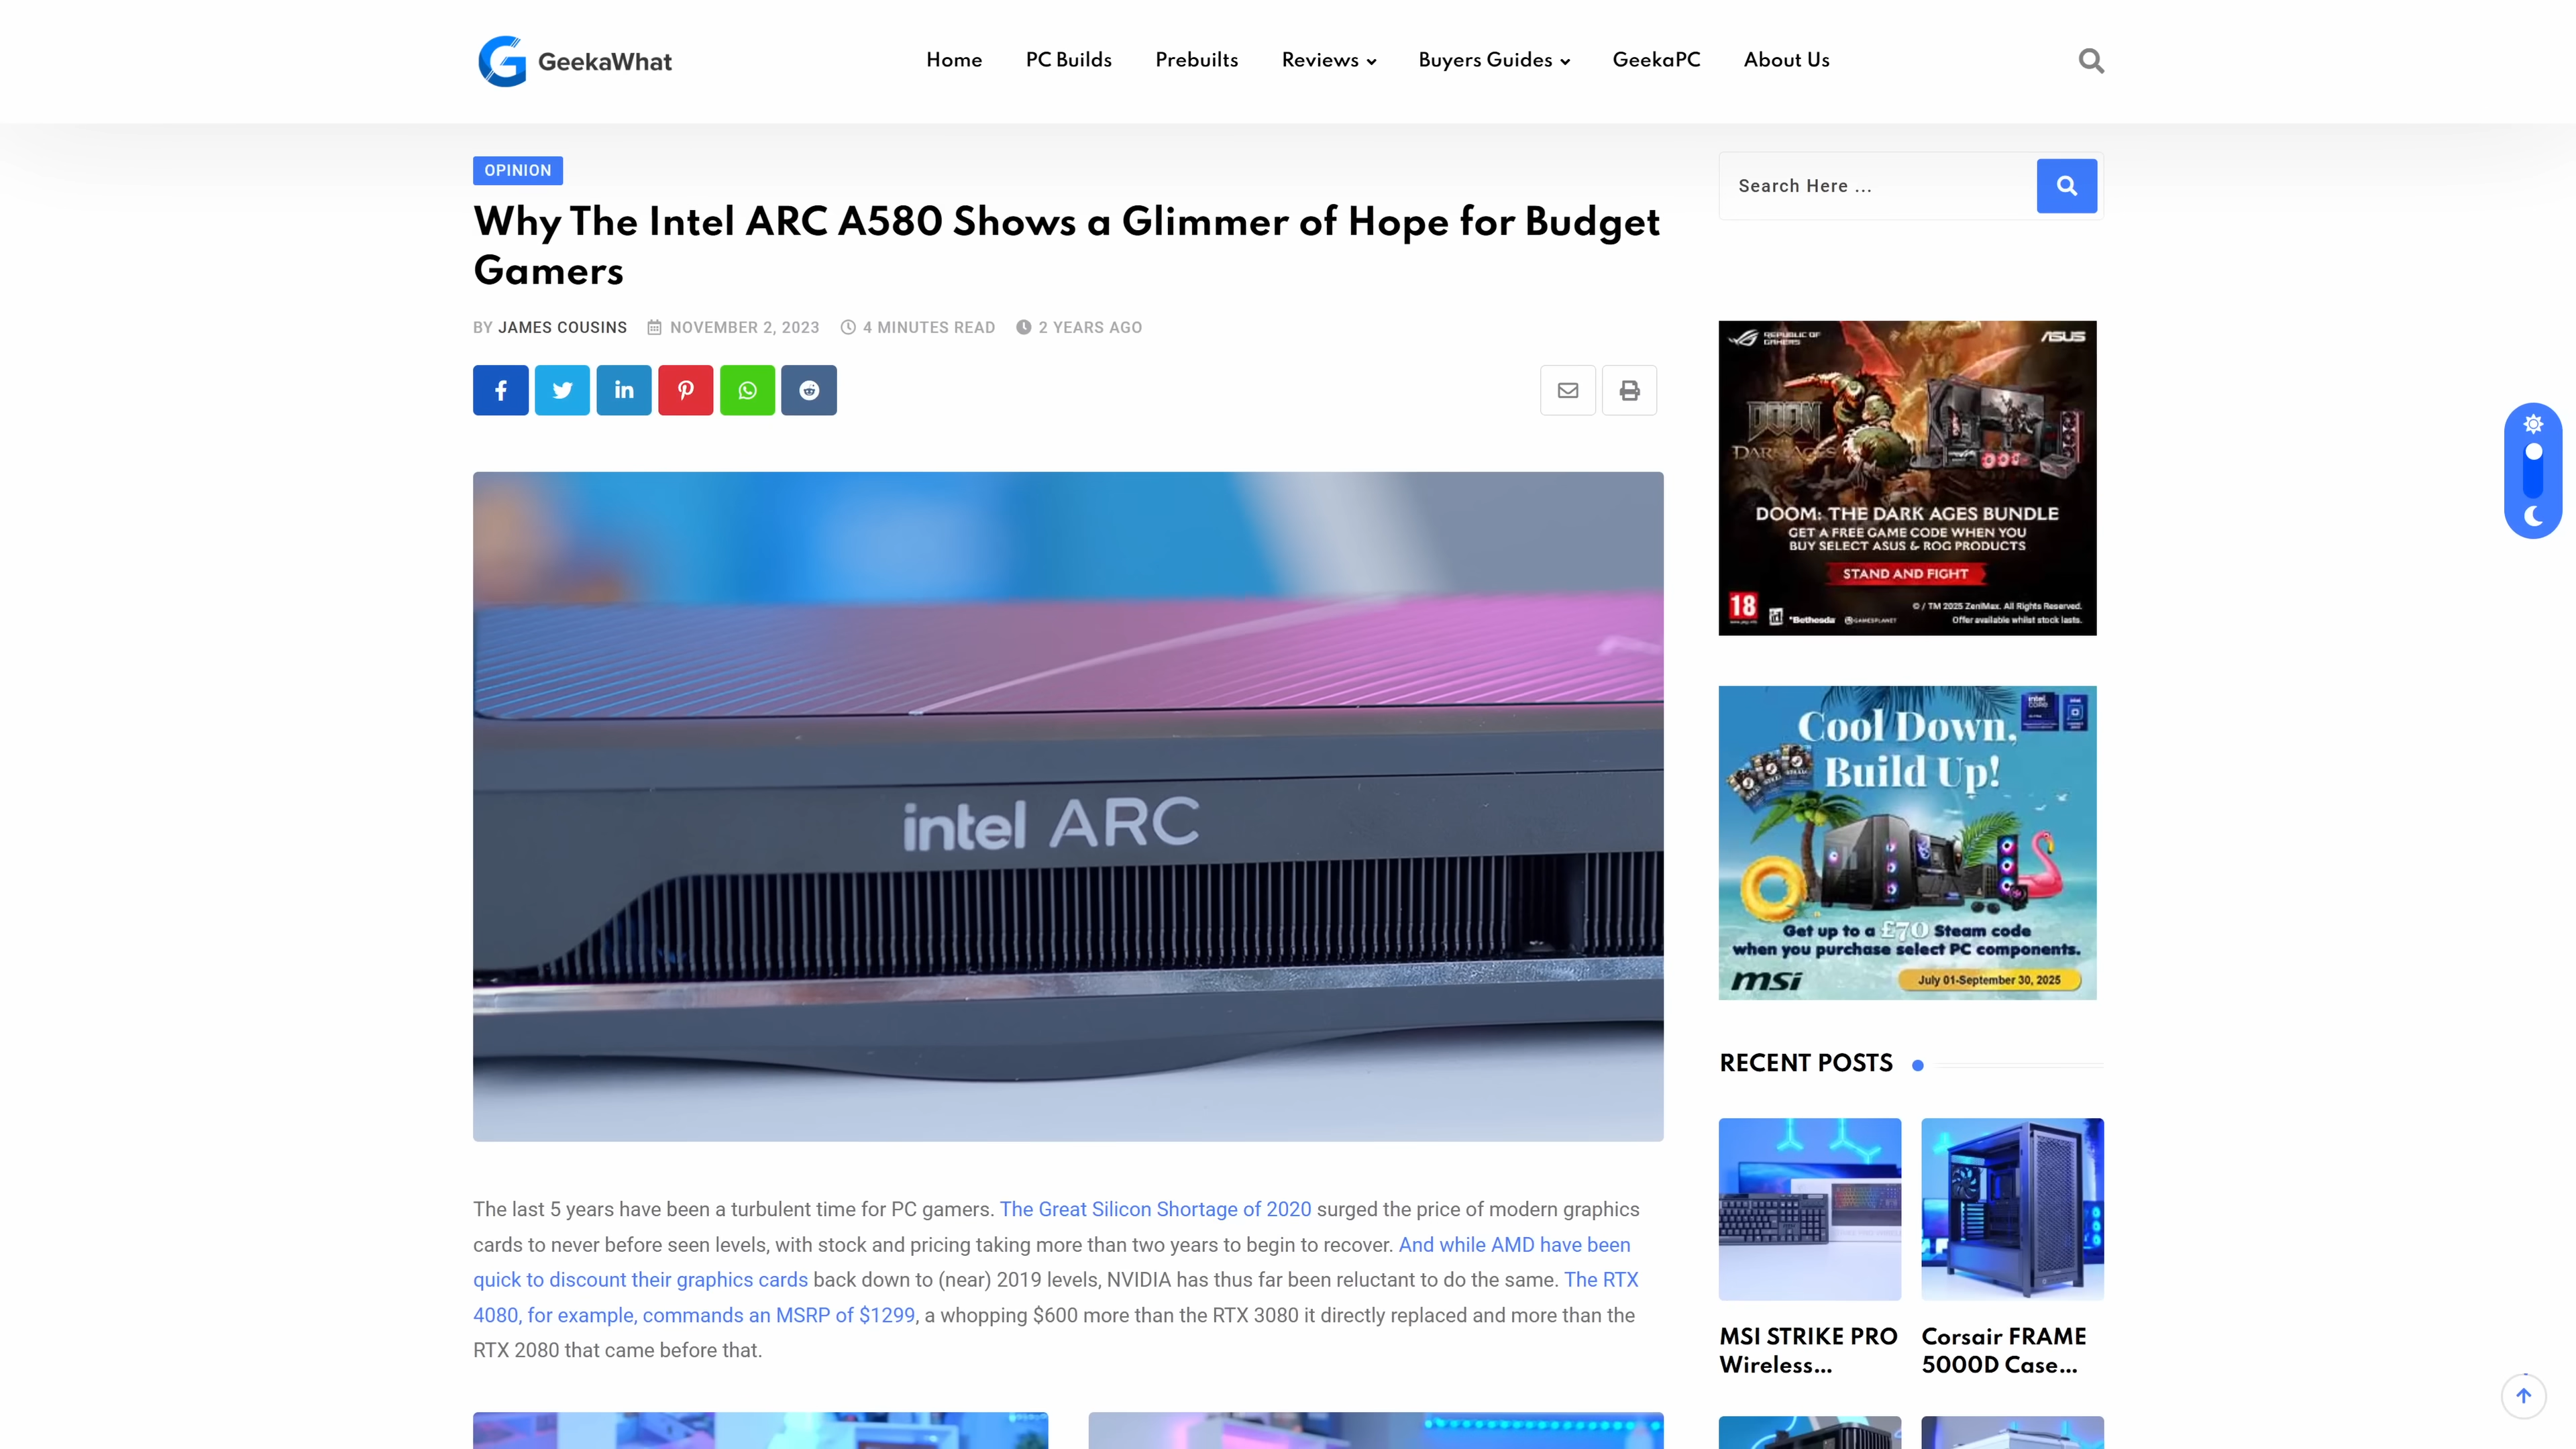 GeekaWhat
Home
PC Builds
Prebuilts
Reviews
Buyers Guides
GeekaPC
About Us
OPINION
Why The Intel ARC A580 Shows a Glimmer of Hope for Budget
Gamers
BY JAMES COUSINS
NOVEMBER 2, 2023
4 MINUTES READ
2 YEARS AGO
intel ARC
The last 5 years have been a turbulent time for PC gamers. The Great Silicon Shortage of 2020 surged the price of modern graphics
cards to never before seen levels, with stock and pricing taking more than two years to begin to recover. And while AMD have been
quick to discount their graphics cards back down to (near) 2019 levels, NVIDIA has thus far been reluctant to do the same. The RTX
4080, for example, commands an MSRP of $1299, a whopping $600 more than the RTX 3080 it directly replaced and more than the
RTX 2080 that came before that.
Search Here ...
REPUBLIC OF
GAMERS
ASUS
DOOM
DARK AGES
DOOM: THE DARK AGES BUNDLE
GET A FREE GAME CODE WHEN YOU
BUY SELECT ASUS & ROG PRODUCTS
STAND AND FIGHT
18
© / TM 2025 ZeniMax. All Rights Reserved.
Bethesda
GAMESPLANET
Offer available whilst stock lasts.
intel
CORE
Cool Down,
Build Up!
Get up to a £70 Steam code
when you purchase select PC components.
msi
July 01-September 30, 2025
RECENT POSTS
MSI STRIKE PRO
Wireless...
Corsair FRAME
5000D Case...